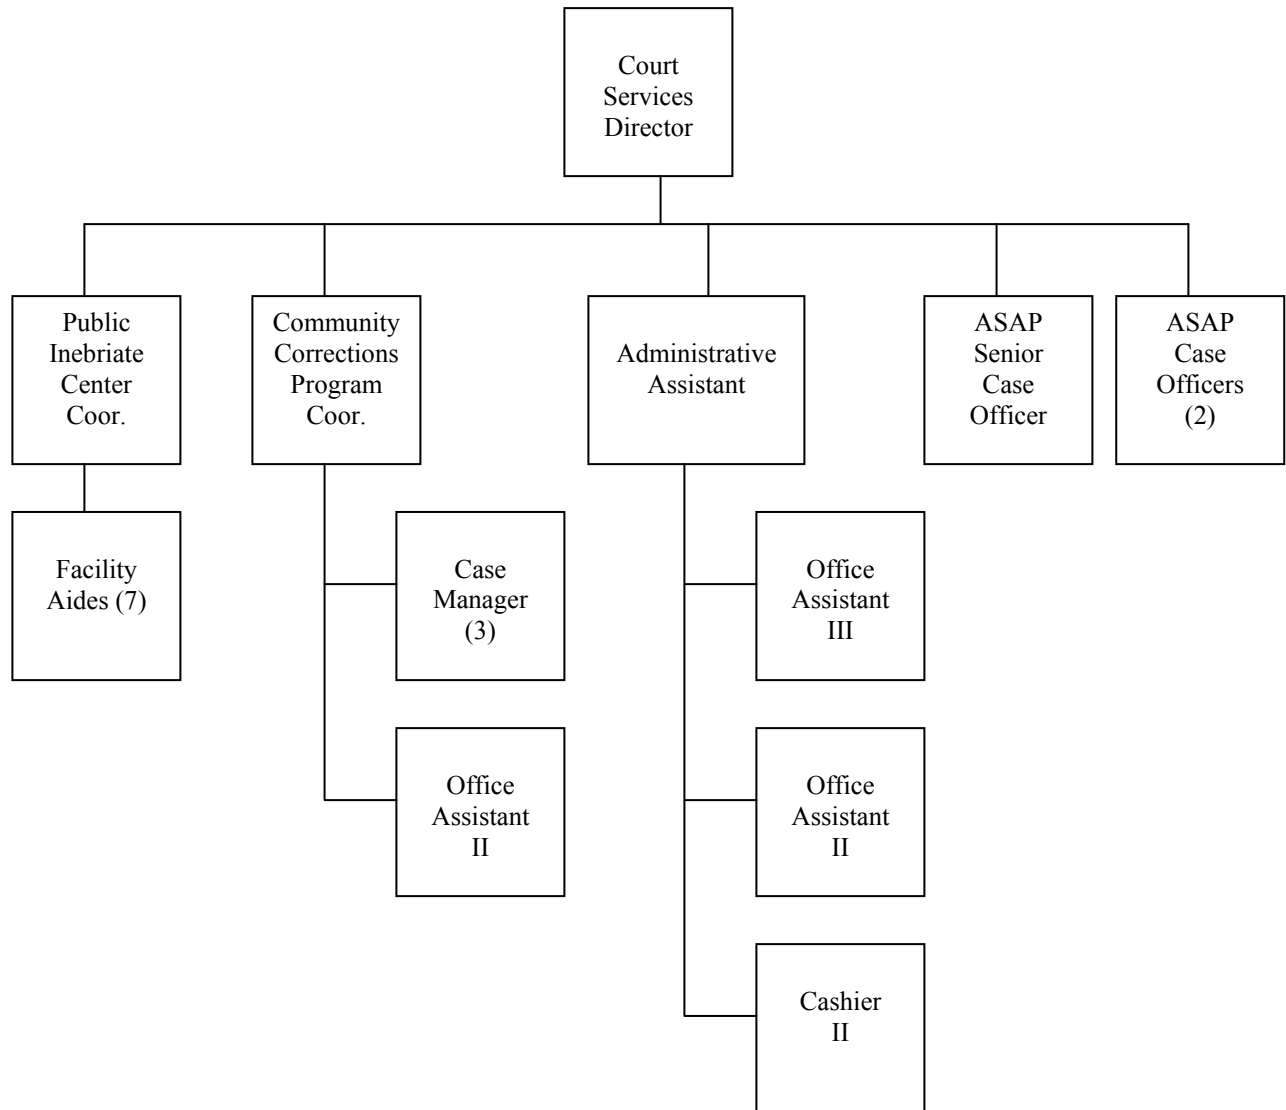 Court
Services
Director
Public
Inebriate
Center
Coor.
Community
Corrections
Program
Coor.
Administrative
Assistant
ASAP
Senior
Case
Officer
ASAP
Case
Officers
(2)
Facility
Aides (7)
Case
Manager
(3)
Office
Assistant
III
Office
Assistant
II
Office
Assistant
II
Cashier
II